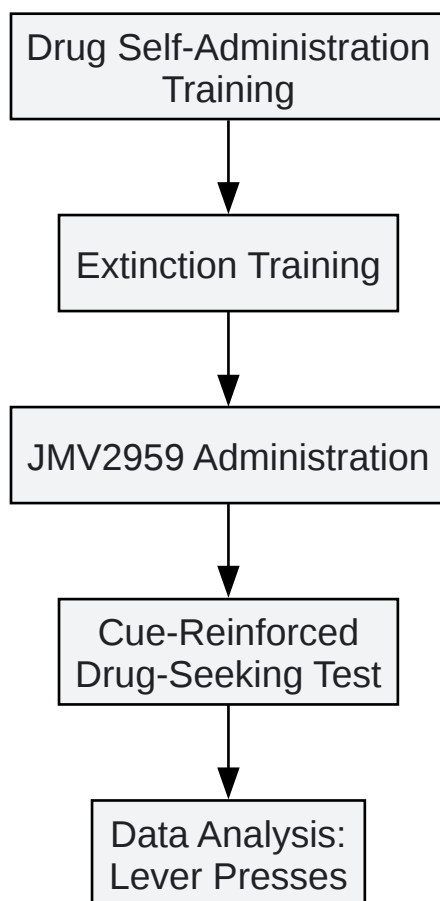 Drug Self-Administration
Training
Extinction Training
JMV2959 Administration
Cue-Reinforced
Drug-Seeking Test
Data Analysis:
Lever Presses